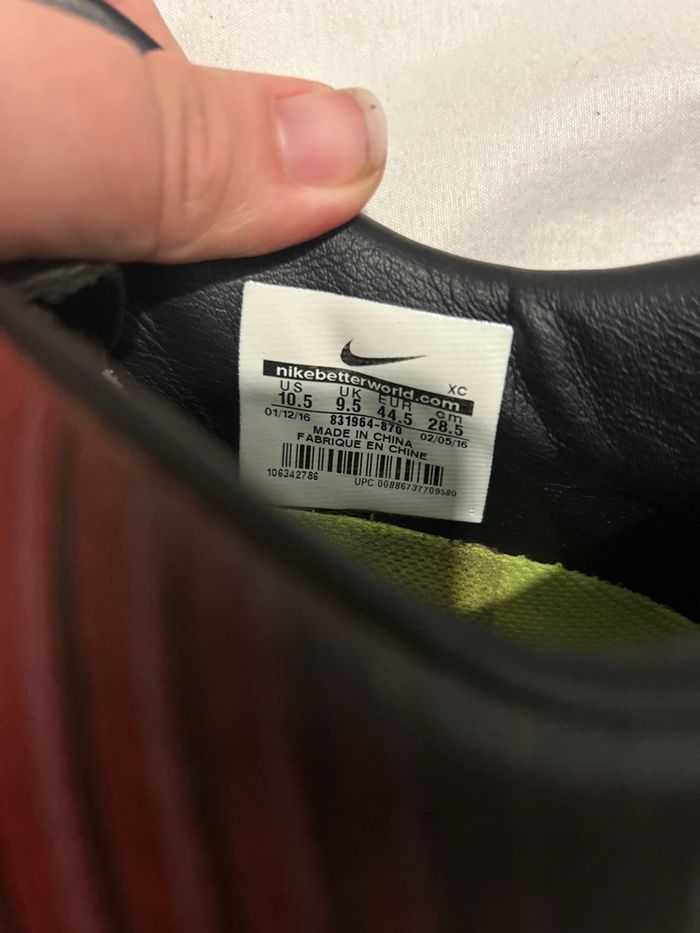 nikebetterworld.com
XC
US UK EUR cm
10.5 9.5 44.5 28.5
01/12/16 831964-870 02/05/16
MADE IN CHINA
FABRIQUE EN CHINE
106342786 UPC 00886737709580